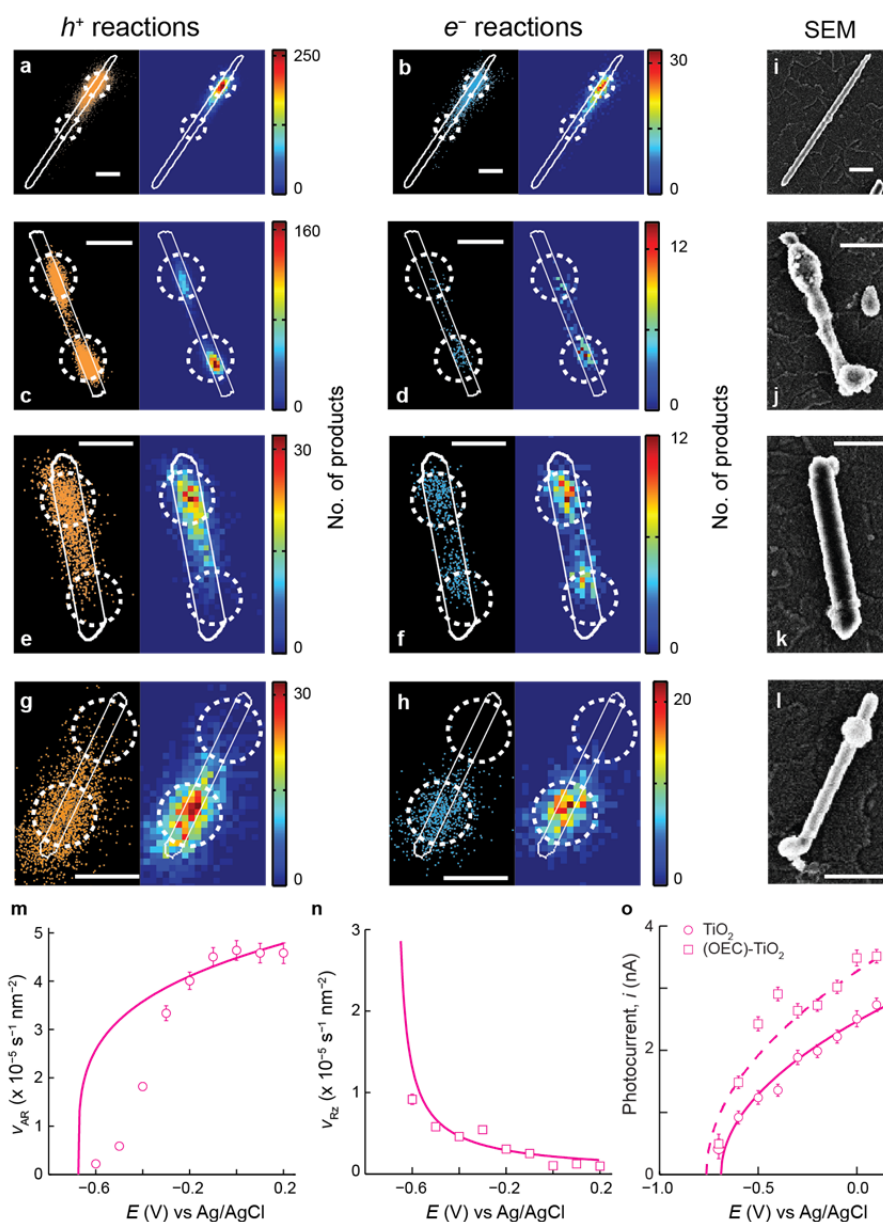 h⁺ reactions
e⁻ reactions
SEM
a
250
0
b
30
0
i
c
160
0
d
12
0
j
No. of products
No. of products
e
30
0
f
12
0
k
g
30
0
h
20
0
l
m
5
4
3
2
1
0
ν_AR (x 10⁻⁵ s⁻¹ nm⁻²)
−0.6
−0.2
0.2
E (V) vs Ag/AgCl
n
3
2
1
0
ν_Rz (x 10⁻⁵ s⁻¹ nm⁻²)
−0.6
−0.2
0.2
E (V) vs Ag/AgCl
o
4
2
0
Photocurrent, i (nA)
TiO₂
(OEC)-TiO₂
−1.0
−0.5
0.0
E (V) vs Ag/AgCl